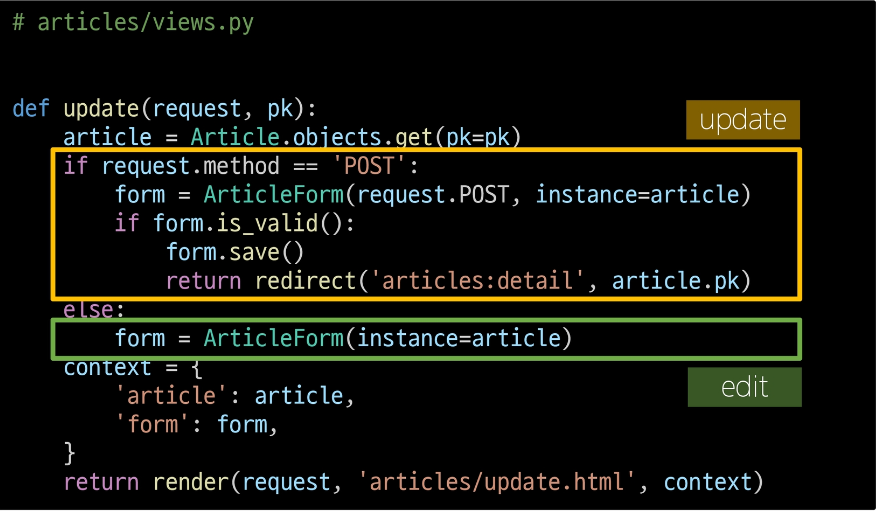 # articles/views.py
def update(request, pk):
update
    article = Article.objects.get(pk=pk)
    if request.method == 'POST':
        form = ArticleForm(request.POST, instance=article)
        if form.is_valid():
            form.save()
            return redirect('articles:detail', article.pk)
    else:
        form = ArticleForm(instance=article)
    context = {
edit
        'article': article,
        'form': form,
    }
    return render(request, 'articles/update.html', context)